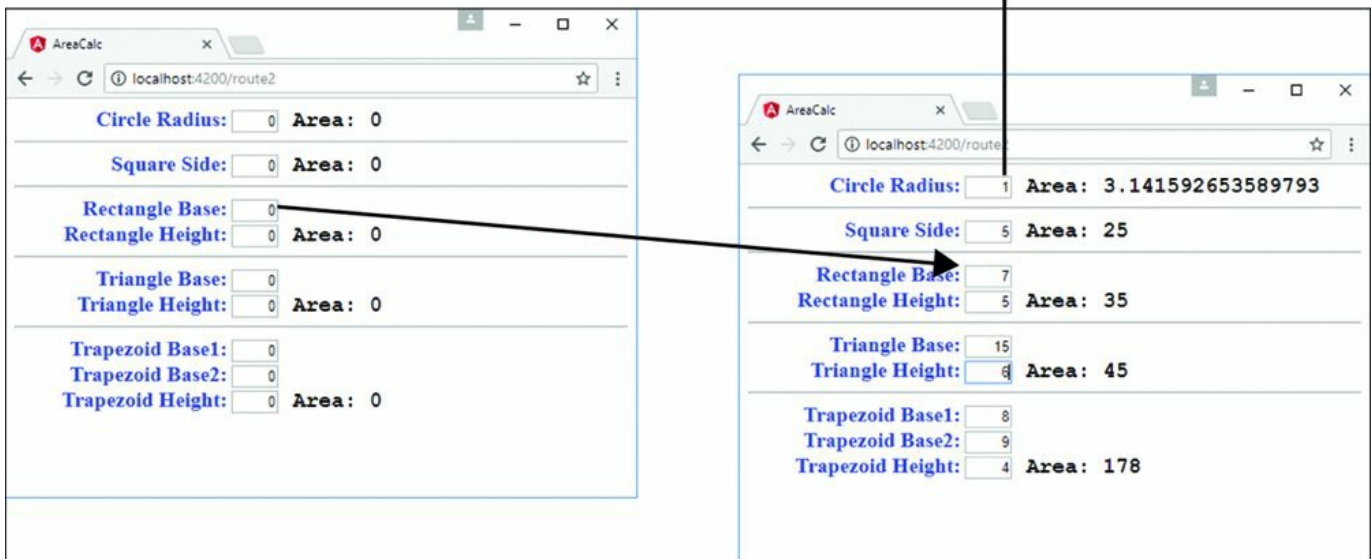 AreaCalc
localhost:4200/route2
Circle Radius: 0 Area: 0
Square Side: 0 Area: 0
Rectangle Base: 0
Rectangle Height: 0 Area: 0
Triangle Base: 0
Triangle Height: 0 Area: 0
Trapezoid Base1: 0
Trapezoid Base2: 0
Trapezoid Height: 0 Area: 0
AreaCalc
localhost:4200/route
Circle Radius: 1 Area: 3.141592653589793
Square Side: 5 Area: 25
Rectangle Base: 7
Rectangle Height: 5 Area: 35
Triangle Base: 15
Triangle Height: 6 Area: 45
Trapezoid Base1: 8
Trapezoid Base2: 9
Trapezoid Height: 4 Area: 178